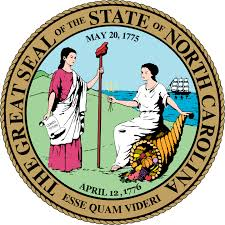 THE GREAT SEAL OF THE STATE OF NORTH CAROLINA
MAY 20, 1775
APRIL 12, 1776
ESSE QUAM VIDERI